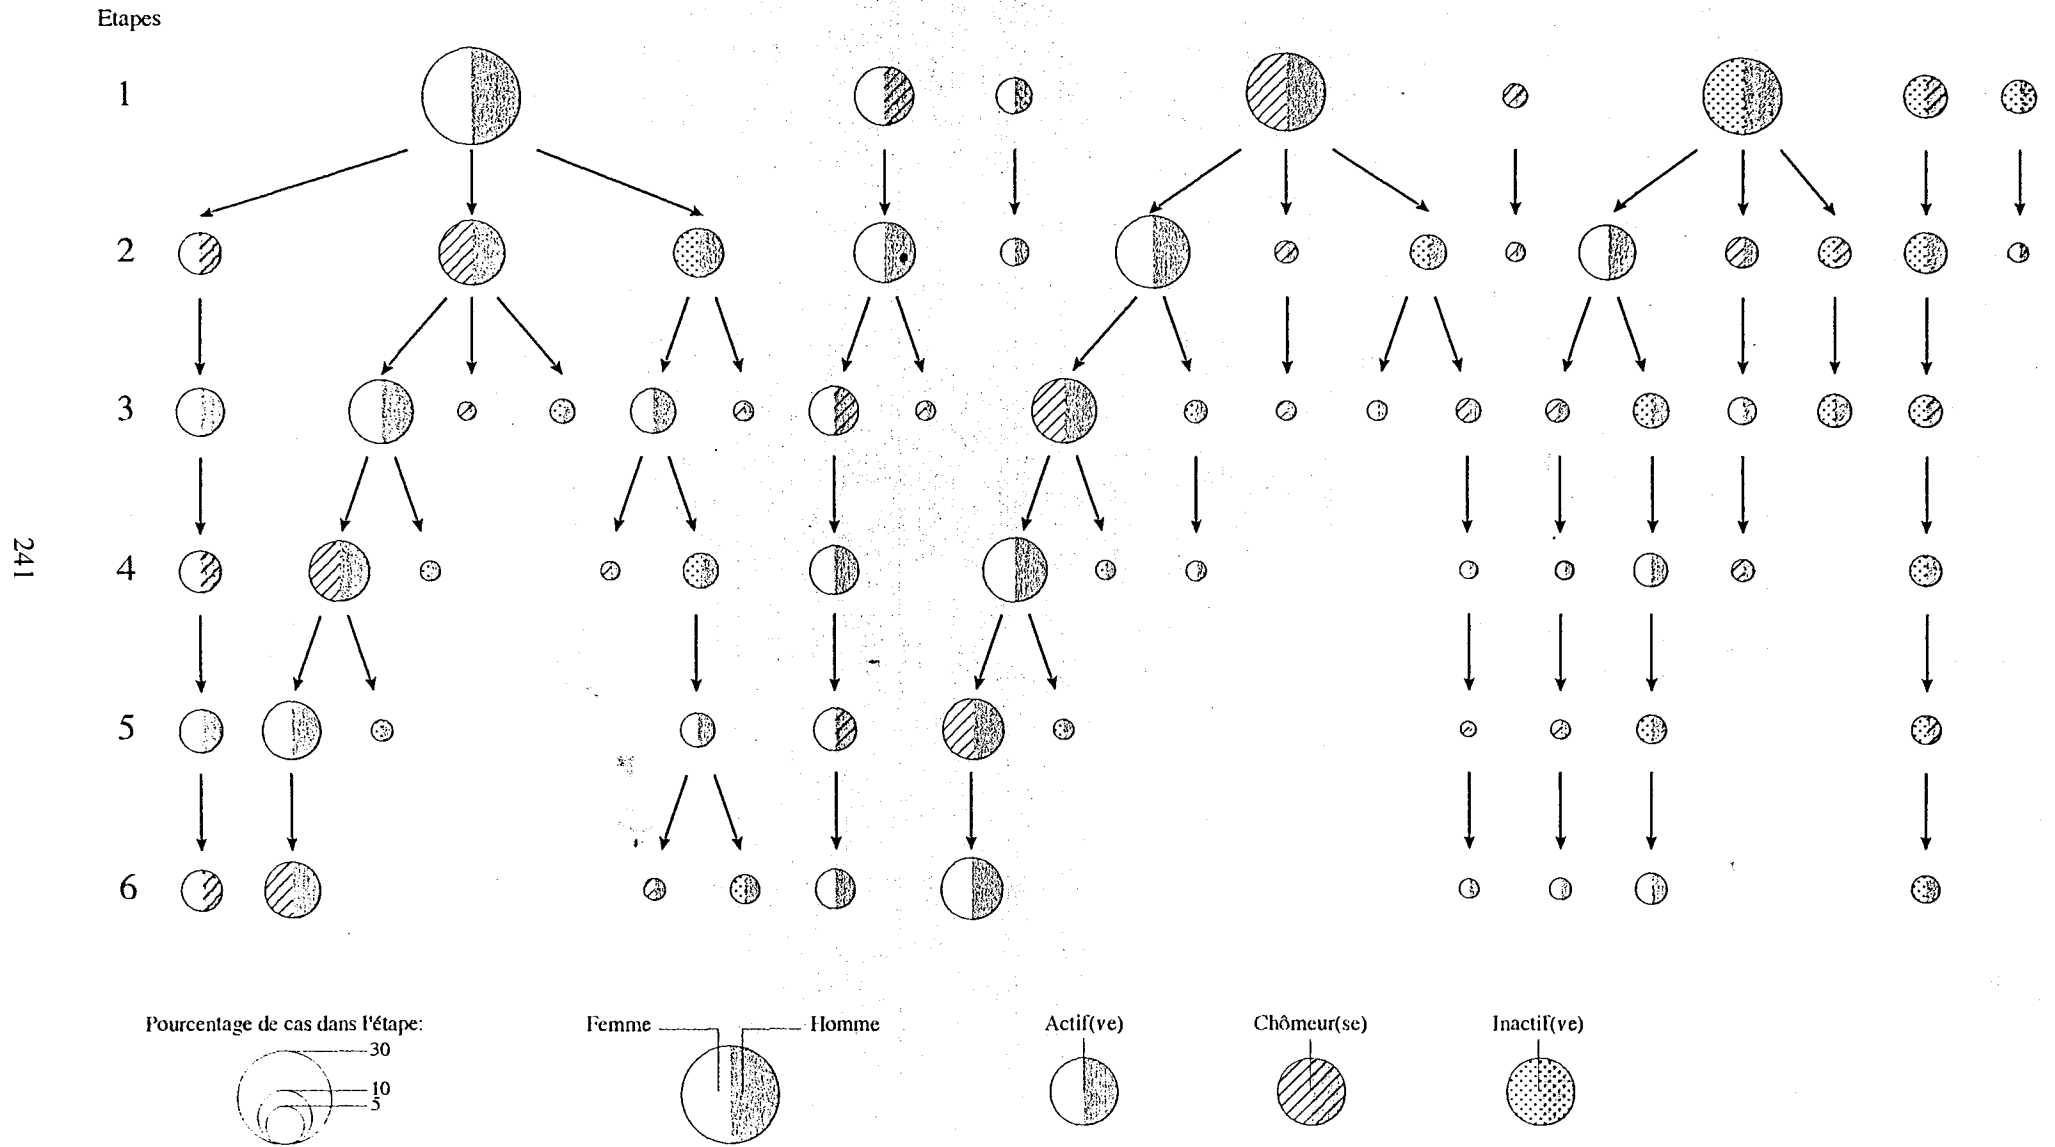 Etapes
1
2
3
4
5
6
241
Pourcentage de cas dans l'étape:
30
10
5
Femme
Homme
Actif(ve)
Chômeur(se)
Inactif(ve)